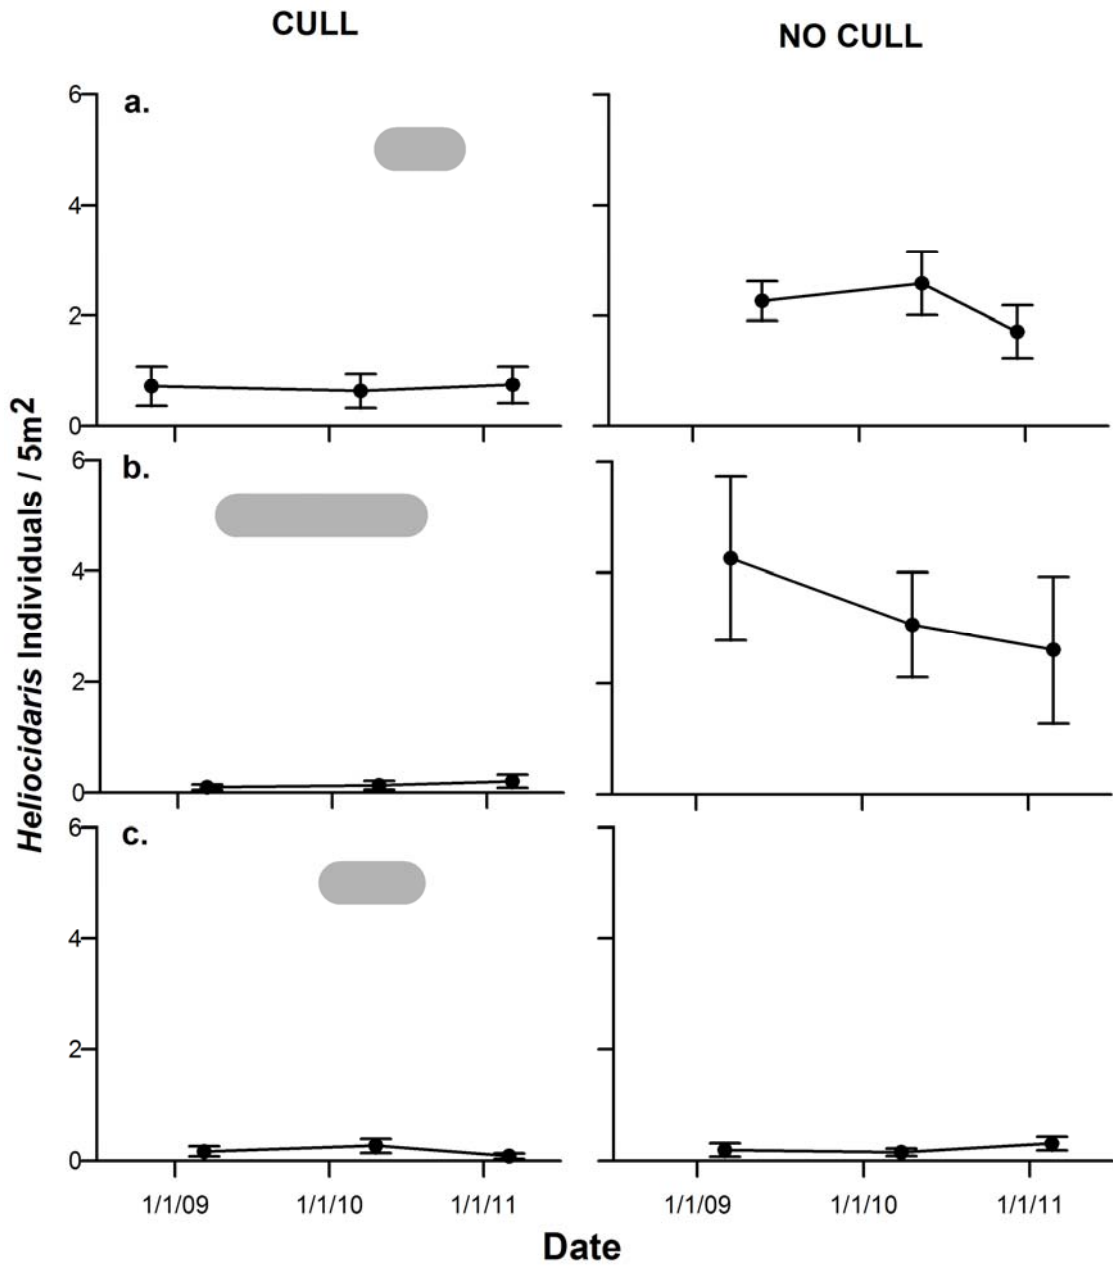 CULL
NO CULL
a.
6
4
2
0
b.
6
4
2
0
c.
6
4
2
0
Heliocidaris Individuals / 5m²
1/1/09 1/1/10 1/1/11
1/1/09 1/1/10 1/1/11
Date